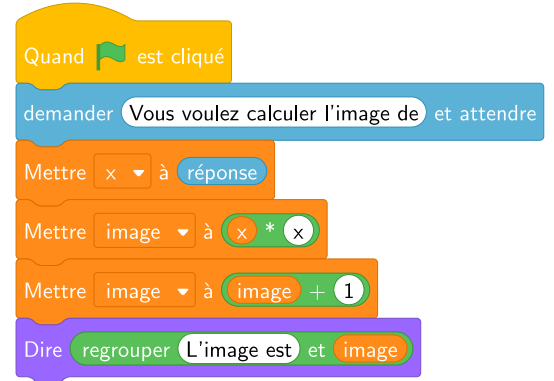 Quand est cliqué
demander Vous voulez calculer l'image de et attendre
Mettre x à réponse
Mettre image à x * x
Mettre image à image + 1
Dire regrouper L'image est et image